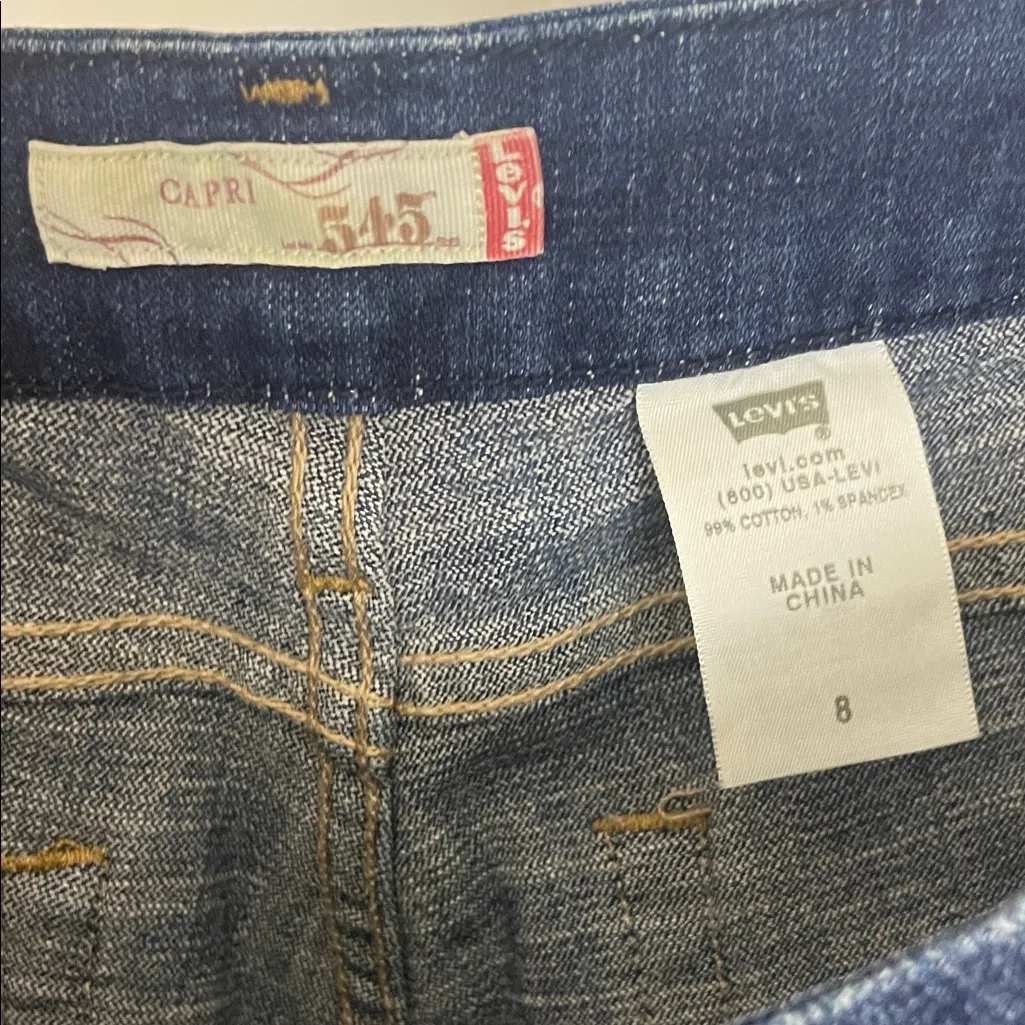 CAPRI
545
LEVI'S
LEVI'S
®
levi.com
(800) USA-LEVI
99% COTTON, 1% SPANDEX
MADE IN
CHINA
8